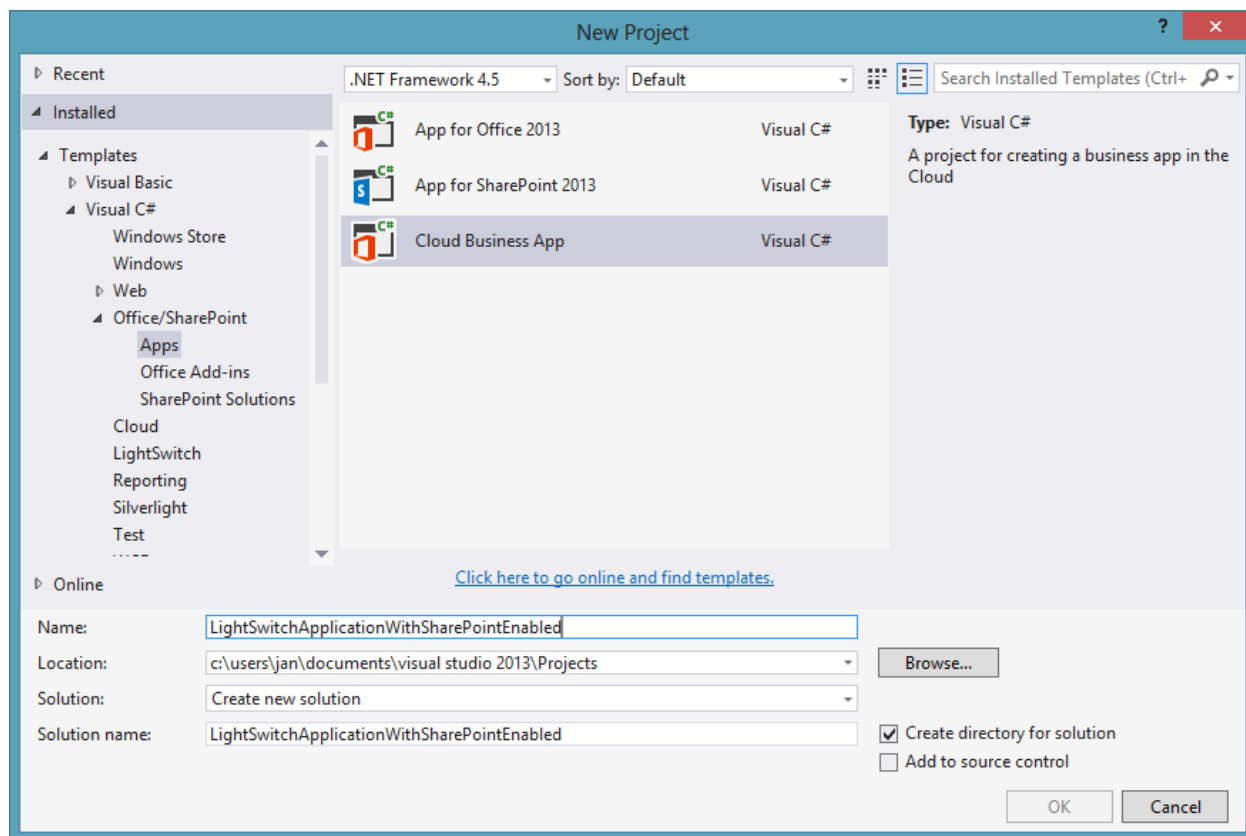 New Project
?
Recent
.NET Framework 4.5
Sort by: Default
Search Installed Templates (Ctrl+
Installed
Templates
Visual Basic
Visual C#
Windows Store
Windows
Web
Office/SharePoint
Apps
Office Add-ins
SharePoint Solutions
Cloud
LightSwitch
Reporting
Silverlight
Test
Online
C# App for Office 2013 Visual C#
C# App for SharePoint 2013 Visual C#
C# Cloud Business App Visual C#
Click here to go online and find templates.
Type: Visual C#
A project for creating a business app in the
Cloud
Name: LightSwitchApplicationWithSharePointEnabled
Location: c:\users\jan\documents\visual studio 2013\Projects
Browse...
Solution: Create new solution
Solution name: LightSwitchApplicationWithSharePointEnabled
Create directory for solution
Add to source control
OK
Cancel